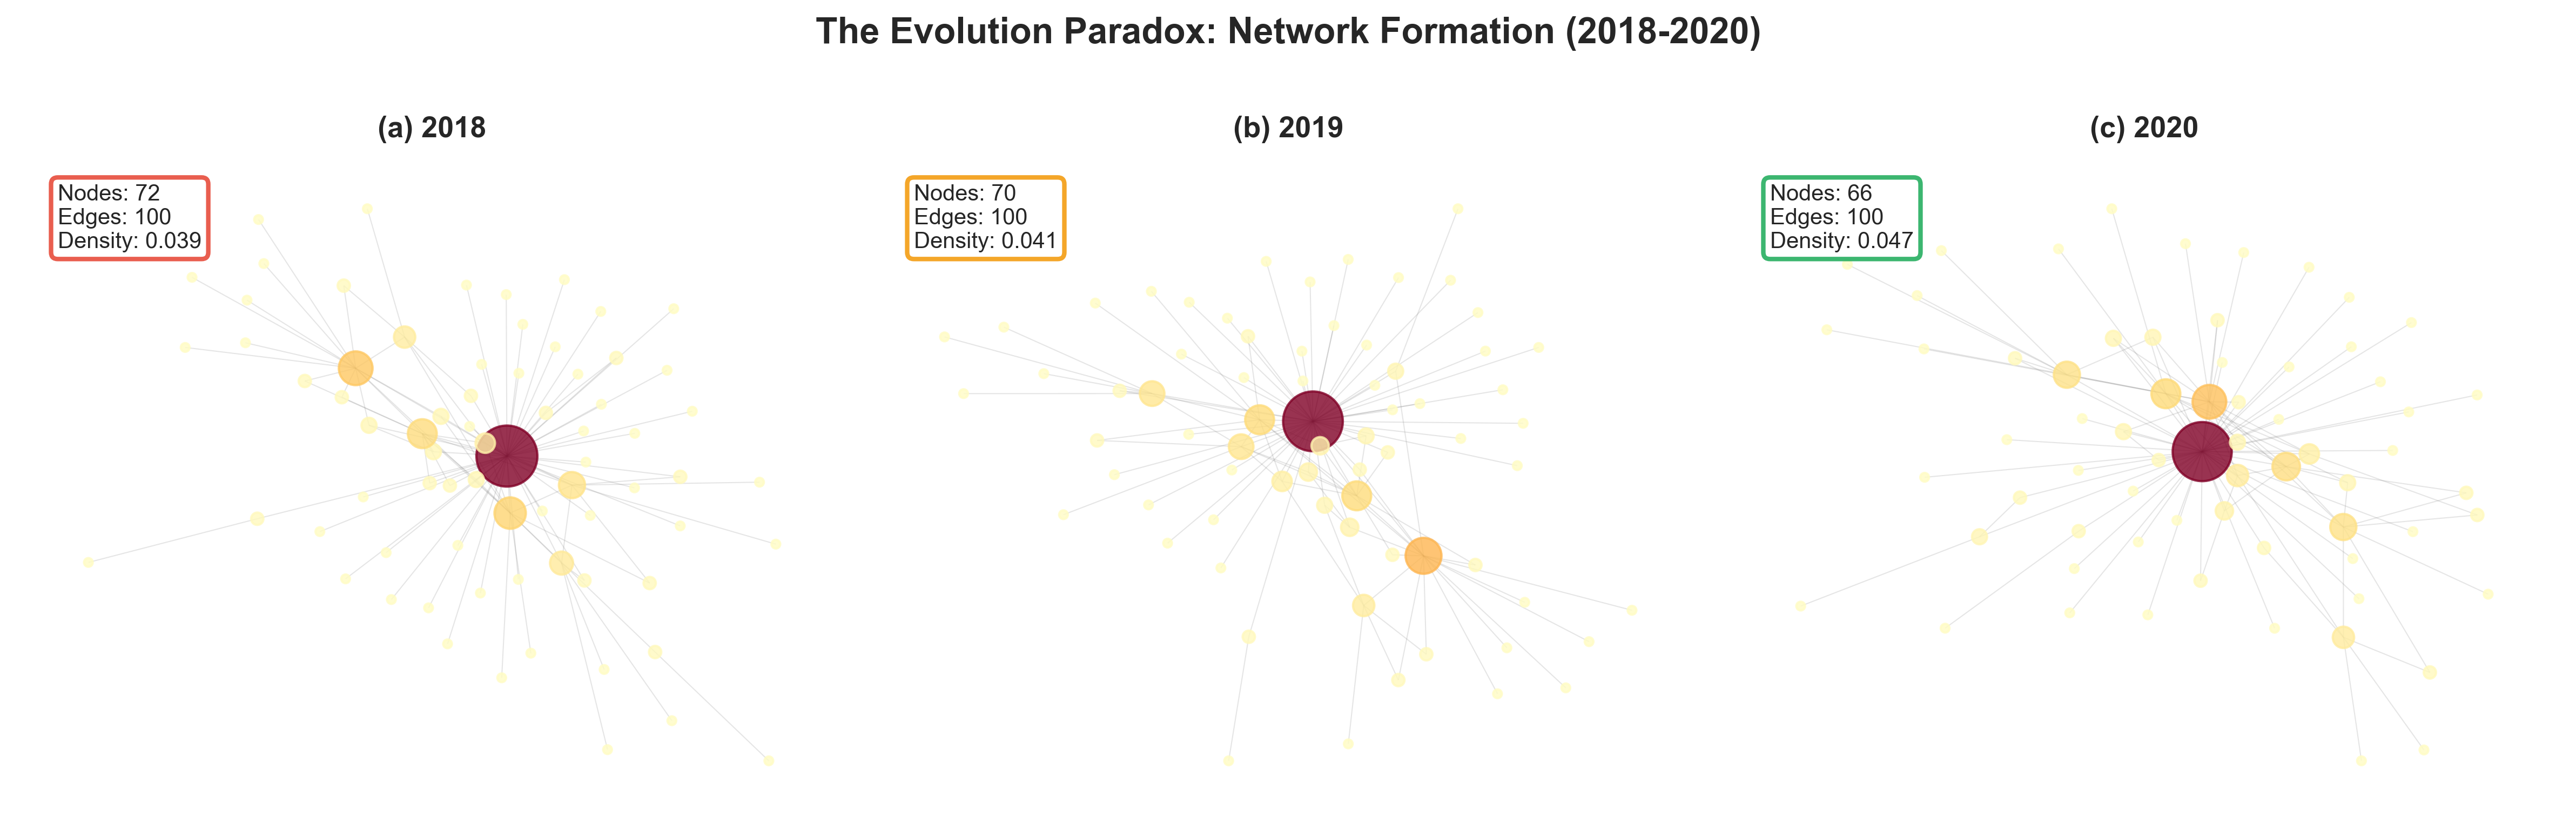 The Evolution Paradox: Network Formation (2018-2020)
(a) 2018
Nodes: 72
Edges: 100
Density: 0.039
(b) 2019
Nodes: 70
Edges: 100
Density: 0.041
(c) 2020
Nodes: 66
Edges: 100
Density: 0.047